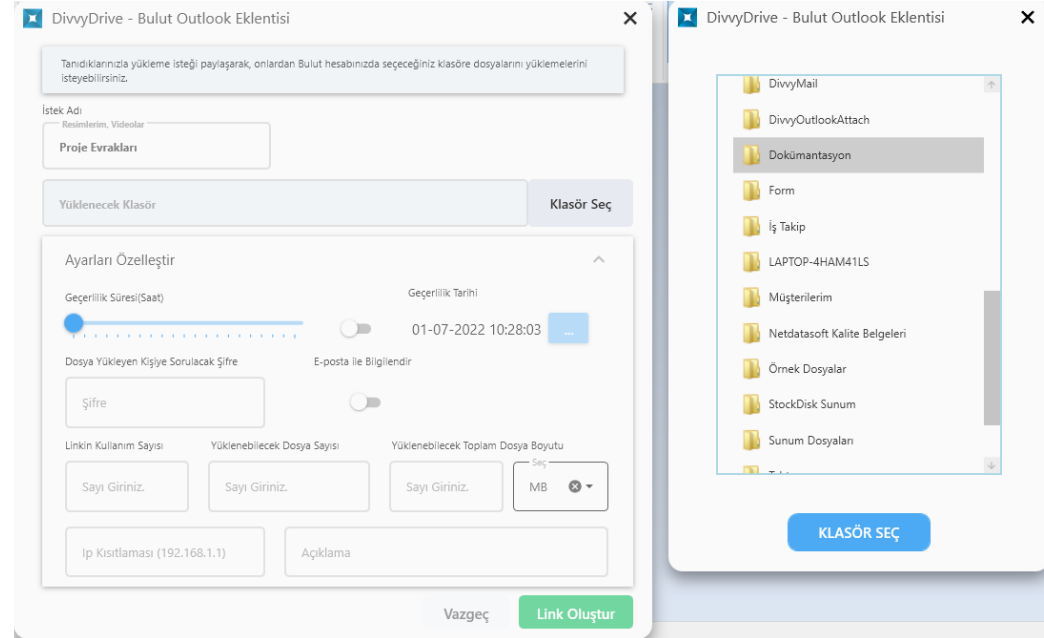 DivvyDrive - Bulut Outlook Eklentisi
Tanıdıklarınızla yükleme isteği paylaşarak, onlardan Bulut hesabınızda seçeceğiniz klasöre dosyalarını yüklemelerini
isteyebilirsiniz.
İstek Adı
Resimlerim, Videolar
Proje Evrakları
Yüklenecek Klasör
Klasör Seç
Ayarları Özelleştir
Geçerlilik Süresi(Saat)
Geçerlilik Tarihi
01-07-2022 10:28:03
...
Dosya Yükleyen Kişiye Sorulacak Şifre
E-posta ile Bilgilendir
Şifre
Linkin Kullanım Sayısı
Yüklenebilecek Dosya Sayısı
Yüklenebilecek Toplam Dosya Boyutu
Sayı Giriniz.
Sayı Giriniz.
Sayı Giriniz.
Seç
MB
Ip Kısıtlaması (192.168.1.1)
Açıklama
Vazgeç
Link Oluştur
DivvyDrive - Bulut Outlook Eklentisi
DivvyMail
DivvyOutlookAttach
Dokümantasyon
Form
İş Takip
LAPTOP-4HAM41LS
Müşterilerim
Netdatasoft Kalite Belgeleri
Örnek Dosyalar
StockDisk Sunum
Sunum Dosyaları
KLASÖR SEÇ